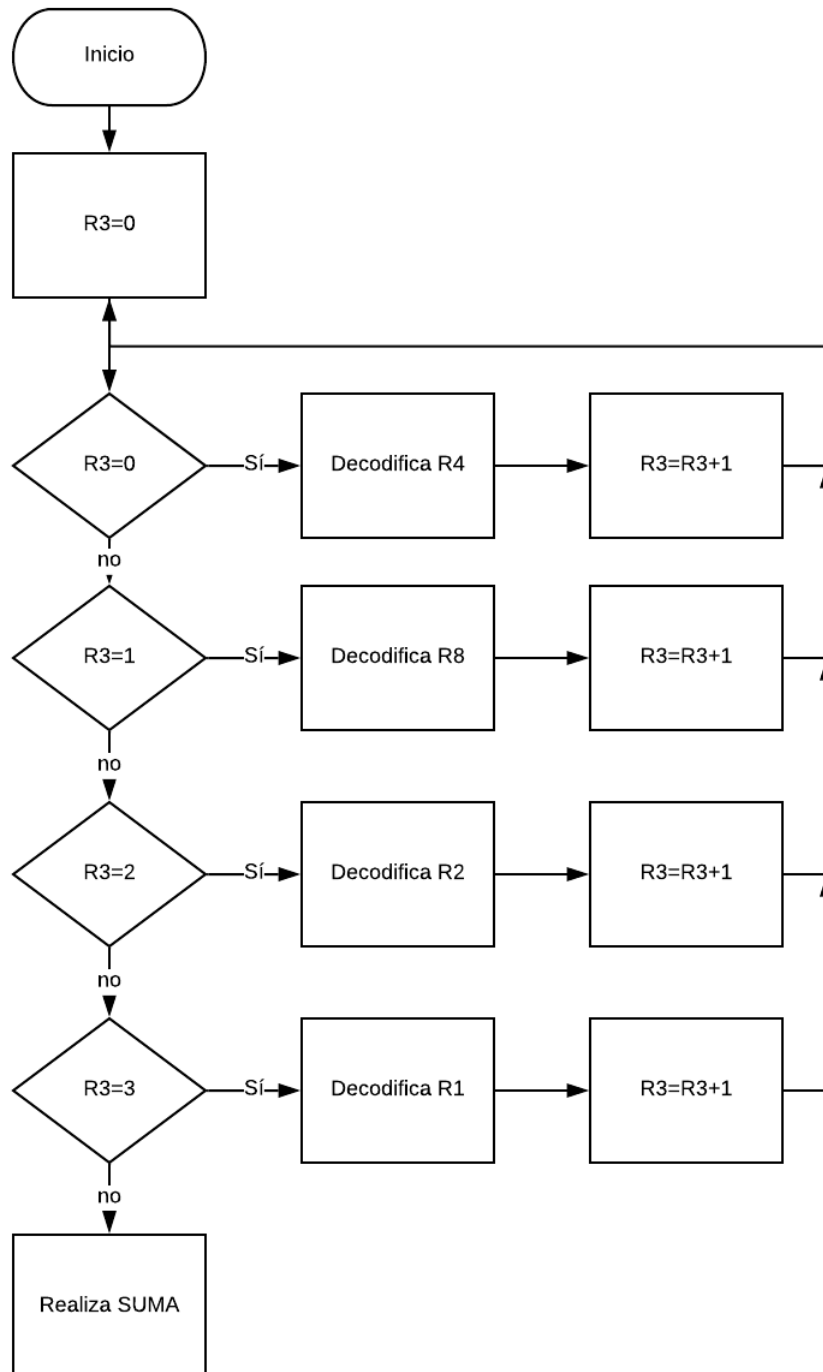 Inicio
R3=0
R3=0
Sí
Decodifica R4
R3=R3+1
no
R3=1
Sí
Decodifica R8
R3=R3+1
no
R3=2
Sí
Decodifica R2
R3=R3+1
no
R3=3
Sí
Decodifica R1
R3=R3+1
no
Realiza SUMA